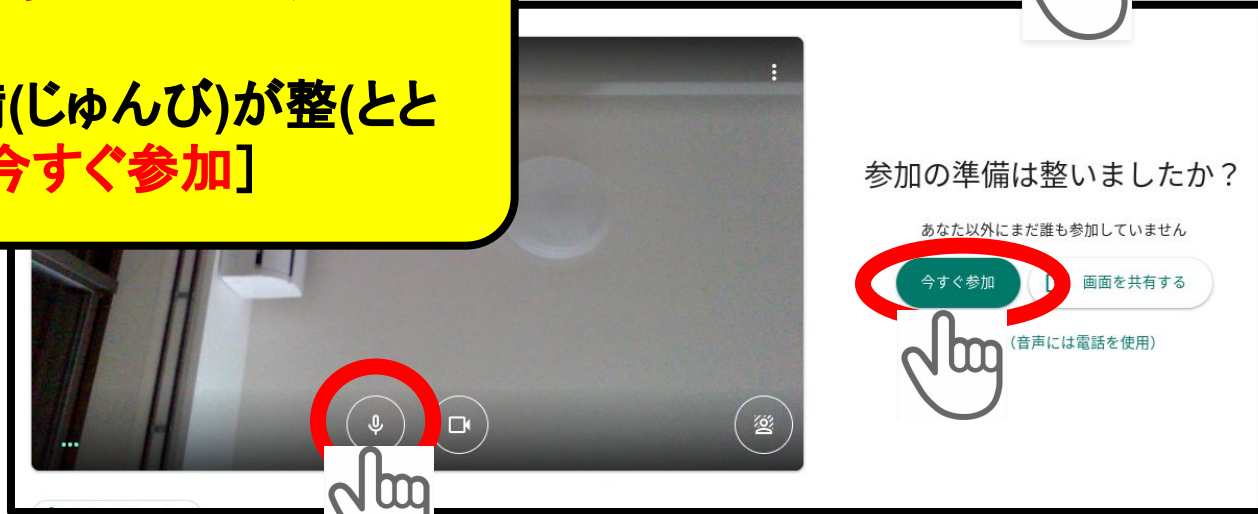 備(じゅんび)が整(とと
今すぐ参加]
参加の準備は整いましたか？
あなた以外にまだ誰も参加していません
今すぐ参加
画面を共有する
(音声には電話を使用)